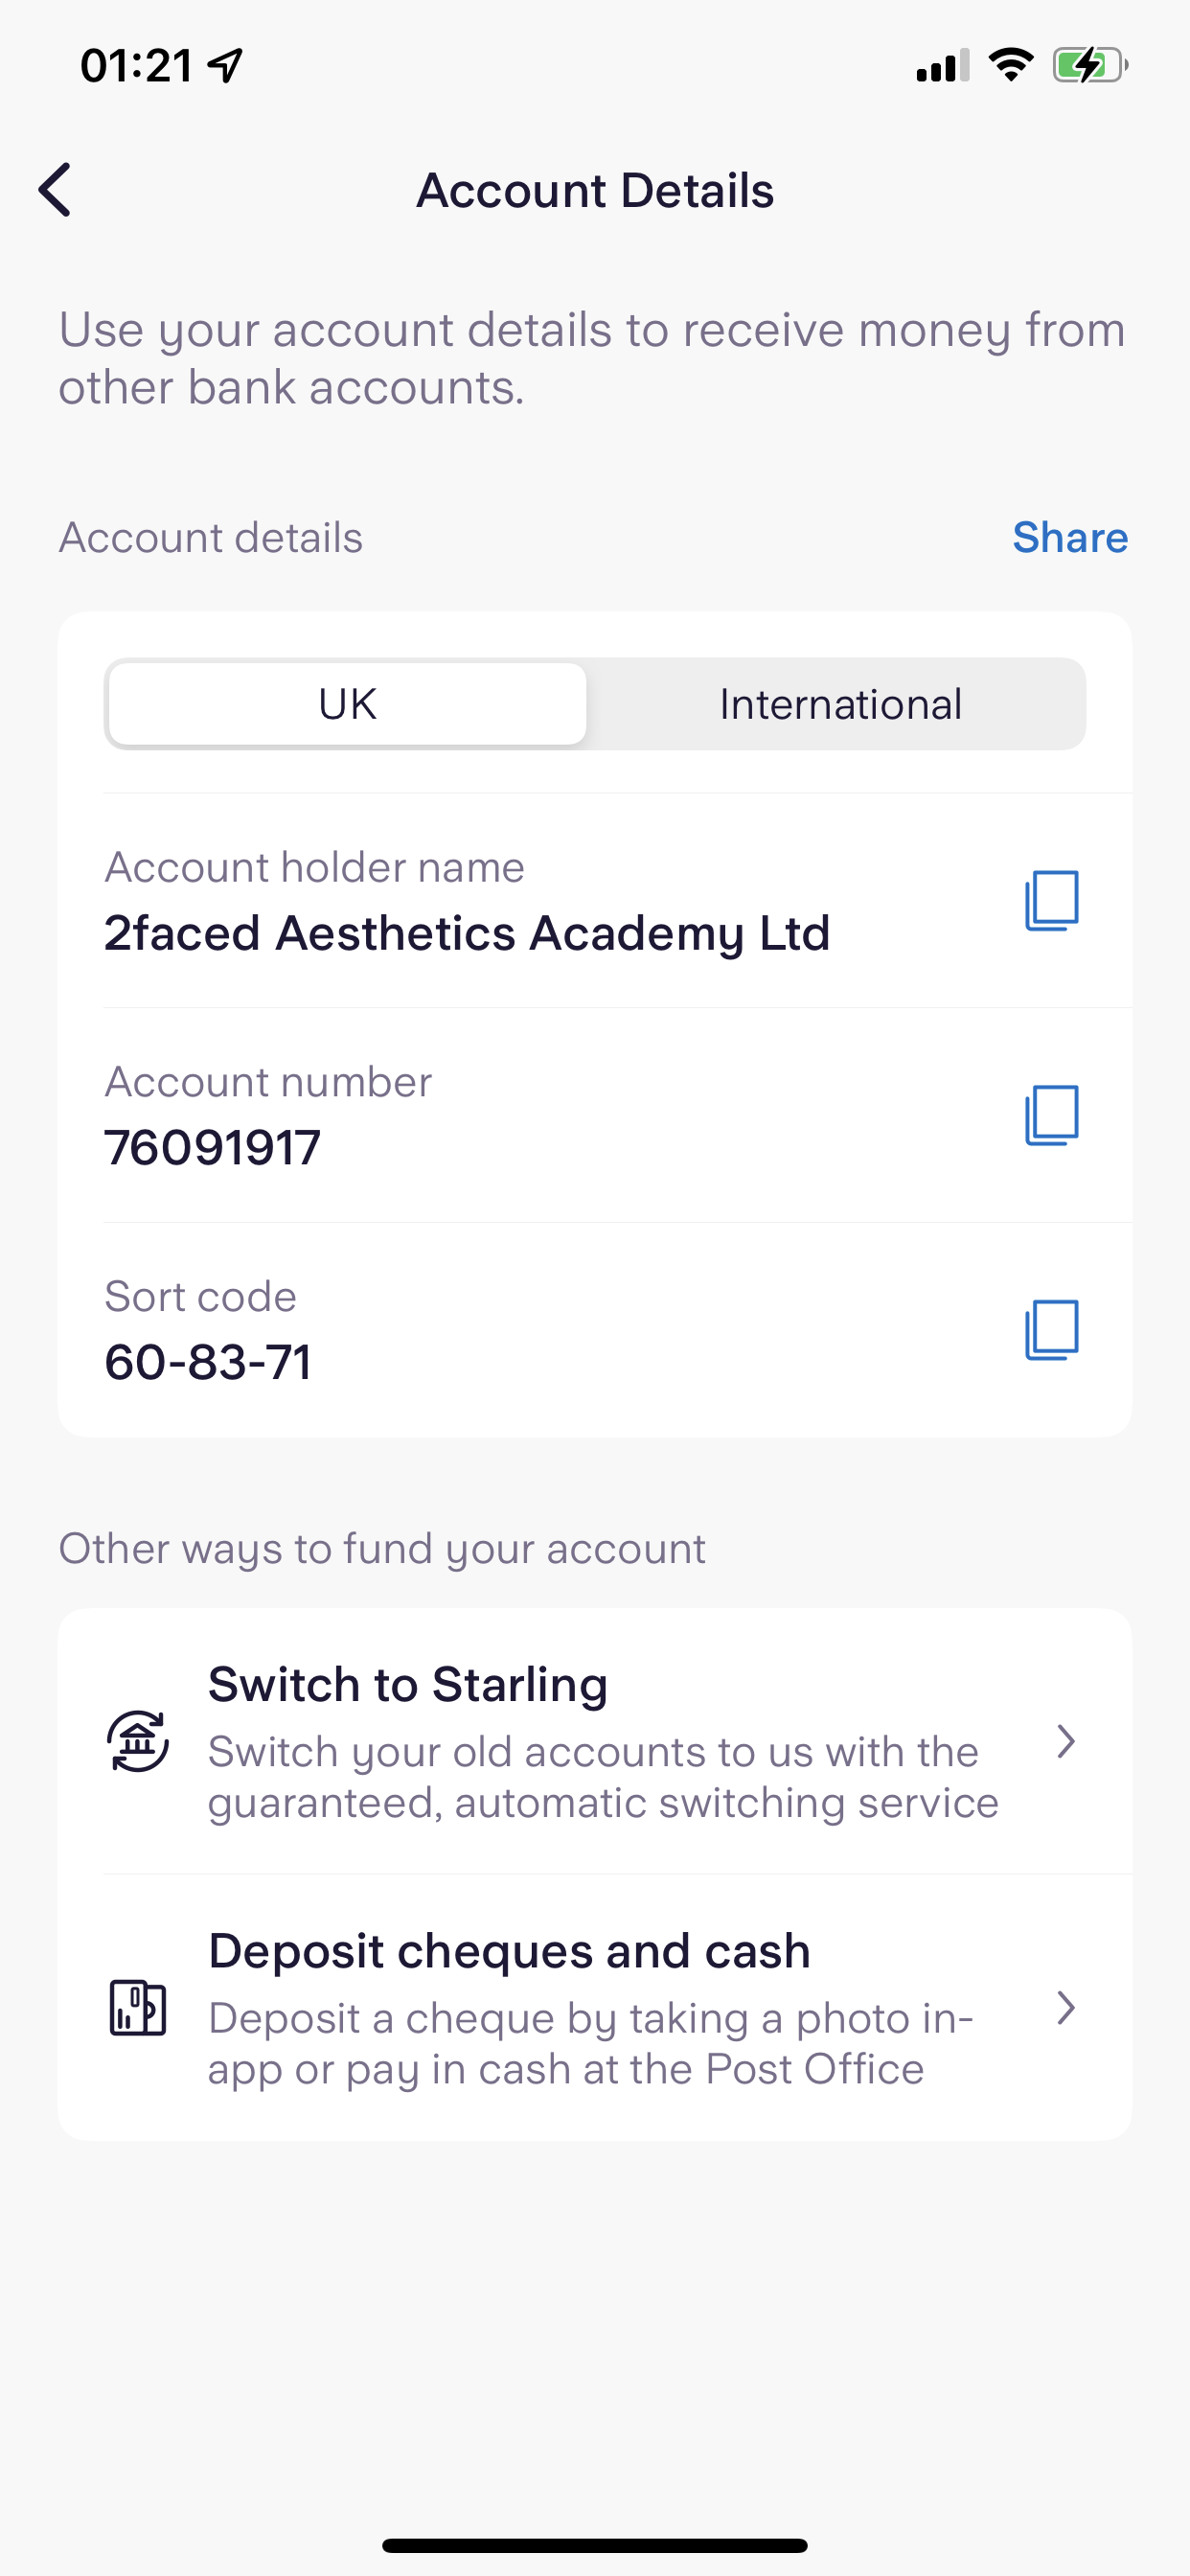 01:21
Account Details
Use your account details to receive money from
other bank accounts.
Account details
Share
UK
International
Account holder name
2faced Aesthetics Academy Ltd
Account number
76091917
Sort code
60-83-71
Other ways to fund your account
Switch to Starling
Switch your old accounts to us with the
guaranteed, automatic switching service
Deposit cheques and cash
Deposit a cheque by taking a photo in-
app or pay in cash at the Post Office